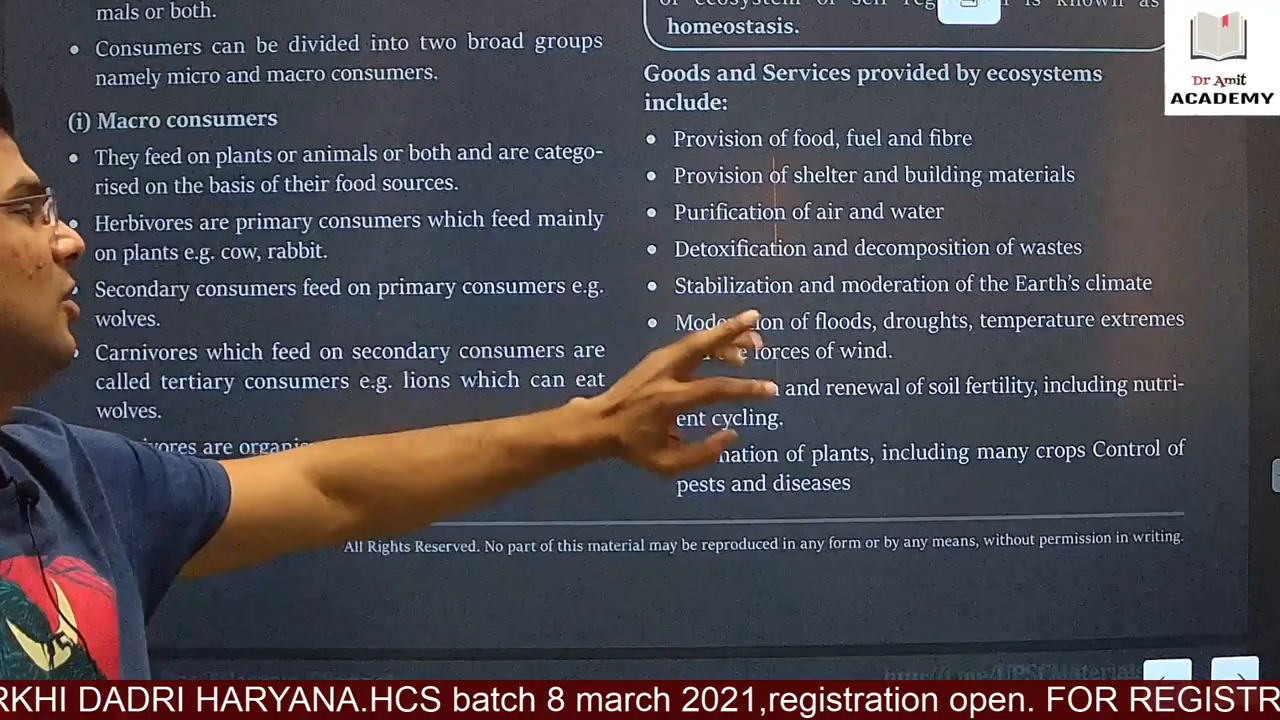 mals or both.
• Consumers can be divided into two broad groups
namely micro and macro consumers.
(i) Macro consumers
• They feed on plants or animals or both and are catego-
rised on the basis of their food sources.
• Herbivores are primary consumers which feed mainly
on plants e.g. cow, rabbit.
Secondary consumers feed on primary consumers e.g.
wolves.
Carnivores which feed on secondary consumers are
called tertiary consumers e.g. lions which can eat
wolves.
are
is known as
homeostasis.
Goods and Services provided by ecosystems
include:
• Provision of food, fuel and fibre
• Provision of shelter and building materials
• Purification of air and water
• Detoxification and decomposition of wastes
• Stabilization and moderation of the Earth's climate
• of floods, droughts, temperature extremes
forces of wind.
and renewal of soil fertility, including nutri-
ent cycling.
of plants, including many crops Control of
pests and diseases
All Rights Reserved. No part of this material may be reproduced in any form or by any means, without permission in writing.
Dr Amit
ACADEMY
RKHI DADRI HARYANA.HCS batch 8 march 2021,registration open. FOR REGISTR